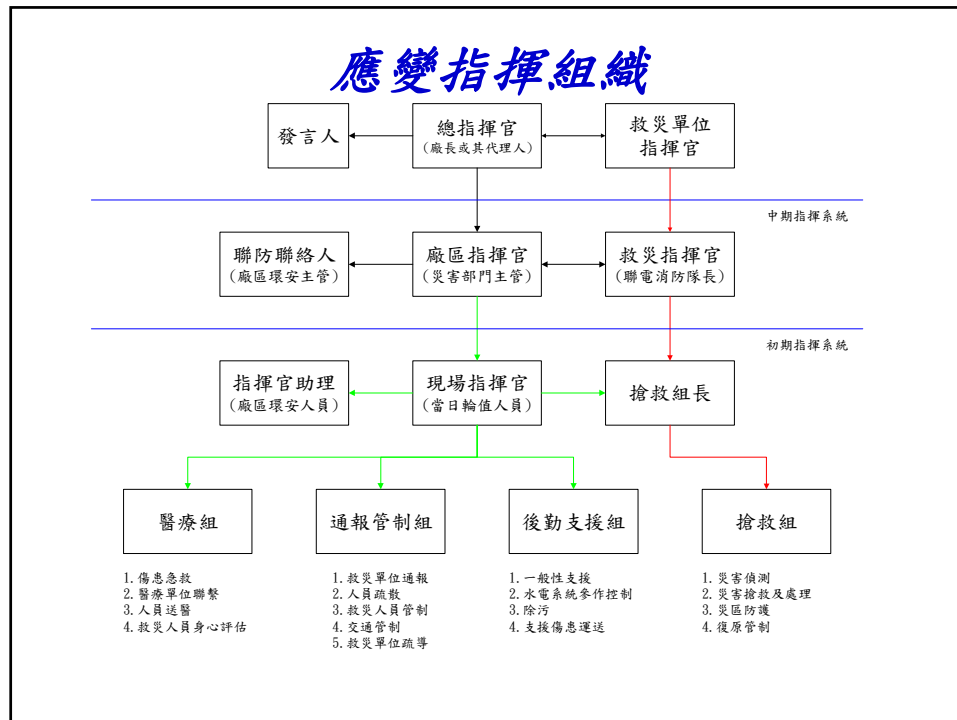 應變指揮組織
發言人
總指揮官
(廠長或其代理人)
救災單位
指揮官
中期指揮系統
聯防聯絡人
(廠區環安主管)
廠區指揮官
(災害部門主管)
救災指揮官
(聯電消防隊長)
初期指揮系統
指揮官助理
(廠區環安人員)
現場指揮官
(當日輪值人員)
搶救組長
醫療組
通報管制組
後勤支援組
搶救組
1.傷患急救
2.醫療單位聯繫
3.人員送醫
4.救災人員身心評估
1.救災單位通報
2.人員疏散
3.救災人員管制
4.交通管制
5.救災單位疏導
1.一般性支援
2.水電系統參作控制
3.除污
4.支援傷患運送
1.災害偵測
2.災害搶救及處理
3.災區防護
4.復原管制